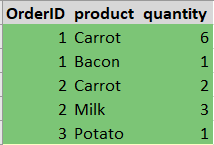 OrderID product quantity
1 Carrot 6
1 Bacon 1
2 Carrot 2
2 Milk 3
3 Potato 1